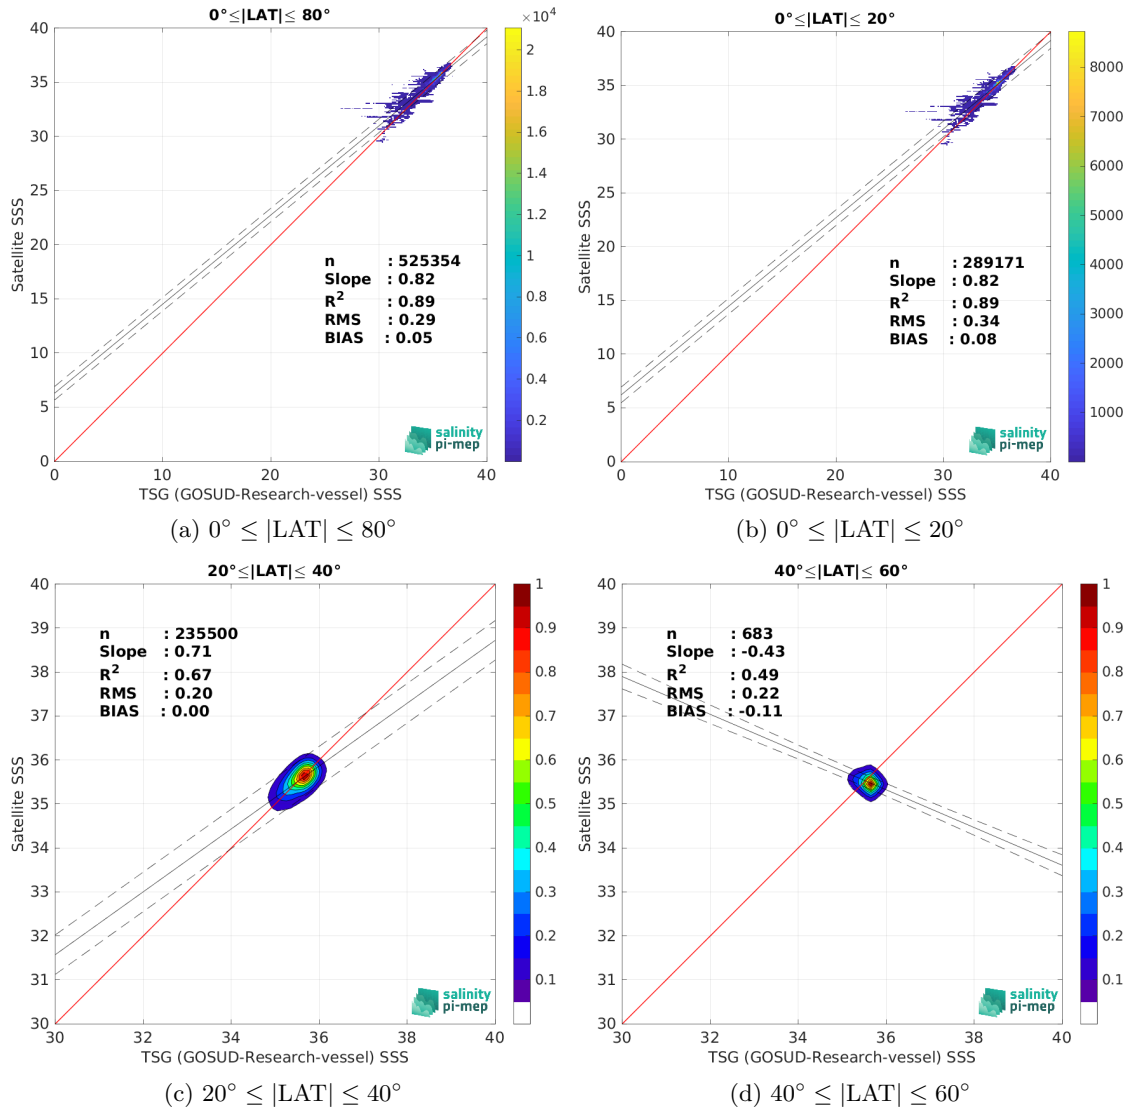 0°≤|LAT|≤ 80°
×10⁴
Satellite SSS
40
35
30
25
20
15
10
5
0
n : 525354
Slope : 0.82
R² : 0.89
RMS : 0.29
BIAS : 0.05
salinity
pi-mep
0 10 20 30 40
TSG (GOSUD-Research-vessel) SSS
2
1.8
1.6
1.4
1.2
1
0.8
0.6
0.4
0.2
(a) 0° ≤ |LAT| ≤ 80°
0°≤|LAT|≤ 20°
Satellite SSS
40
35
30
25
20
15
10
5
0
n : 289171
Slope : 0.82
R² : 0.89
RMS : 0.34
BIAS : 0.08
salinity
pi-mep
0 10 20 30 40
TSG (GOSUD-Research-vessel) SSS
8000
7000
6000
5000
4000
3000
2000
1000
(b) 0° ≤ |LAT| ≤ 20°
20°≤|LAT|≤ 40°
Satellite SSS
40
39
38
37
36
35
34
33
32
31
30
n : 235500
Slope : 0.71
R² : 0.67
RMS : 0.20
BIAS : 0.00
salinity
pi-mep
30 32 34 36 38 40
TSG (GOSUD-Research-vessel) SSS
1
0.9
0.8
0.7
0.6
0.5
0.4
0.3
0.2
0.1
(c) 20° ≤ |LAT| ≤ 40°
40°≤|LAT|≤ 60°
Satellite SSS
40
39
38
37
36
35
34
33
32
31
30
n : 683
Slope : -0.43
R² : 0.49
RMS : 0.22
BIAS : -0.11
salinity
pi-mep
30 32 34 36 38 40
TSG (GOSUD-Research-vessel) SSS
1
0.9
0.8
0.7
0.6
0.5
0.4
0.3
0.2
0.1
(d) 40° ≤ |LAT| ≤ 60°